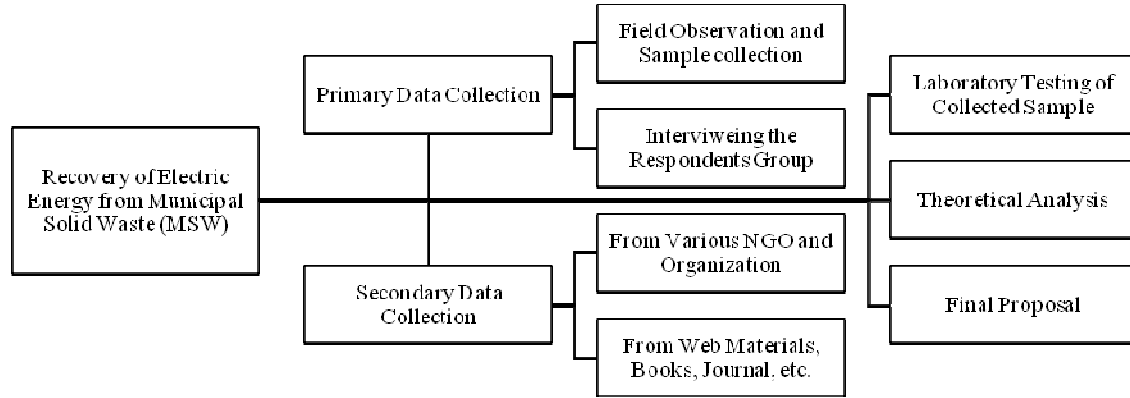 Recovery of Electric
Energy from Municipal
Solid Waste (MSW)
Primary Data Collection
Field Observation and
Sample collection
Interviweing the
Respondents Group
Secondary Data
Collection
From Various NGO and
Organization
From Web Materials,
Books, Journal, etc.
Laboratory Testing of
Collected Sample
Theoretical Analysis
Final Proposal